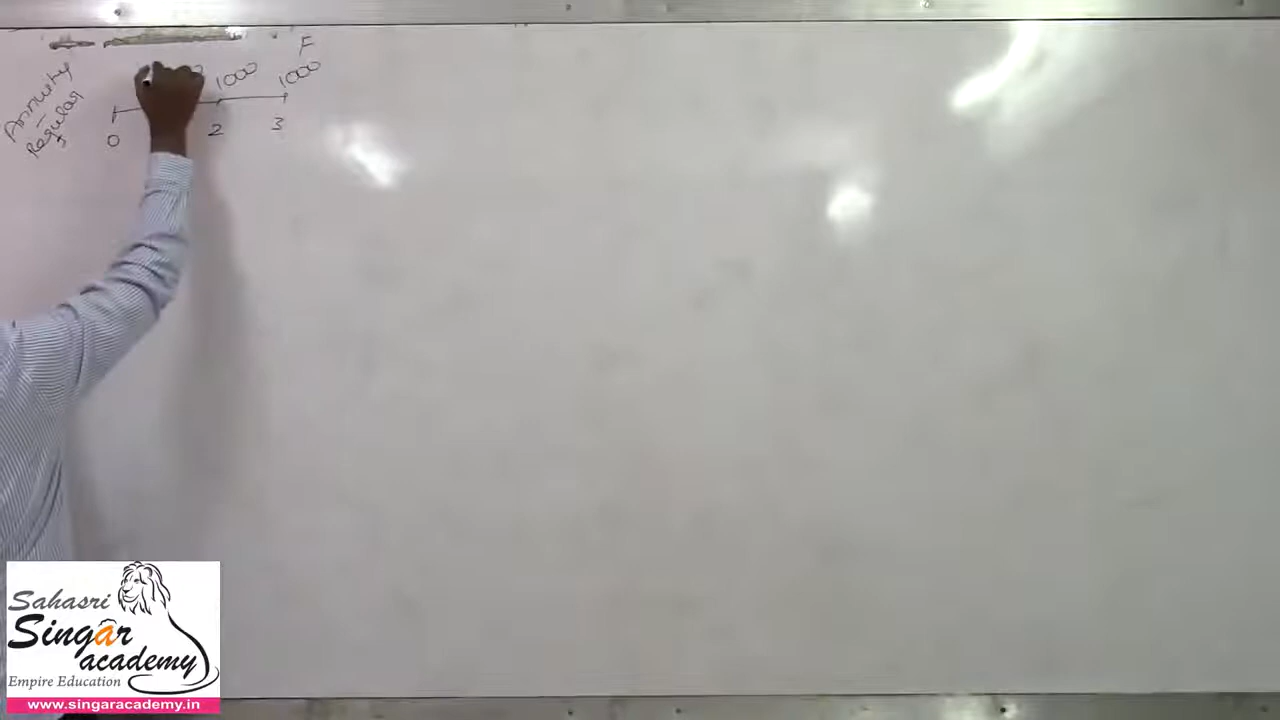 F
1000 1000
Annuity
Regular
0 2 3
Sahasri
Singar
academy
Empire Education
www.singaracademy.in